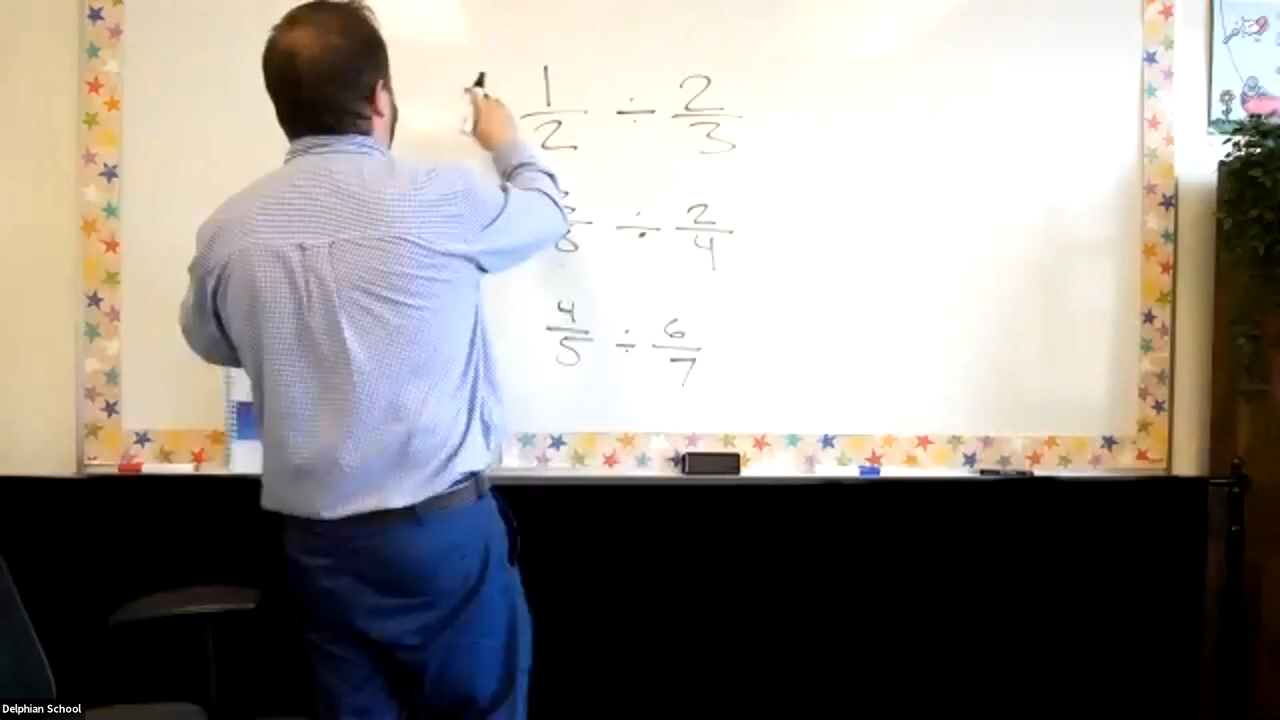 1/2 ÷ 2/3
÷ 2/4
4/5 ÷ 6/7
Delphian School